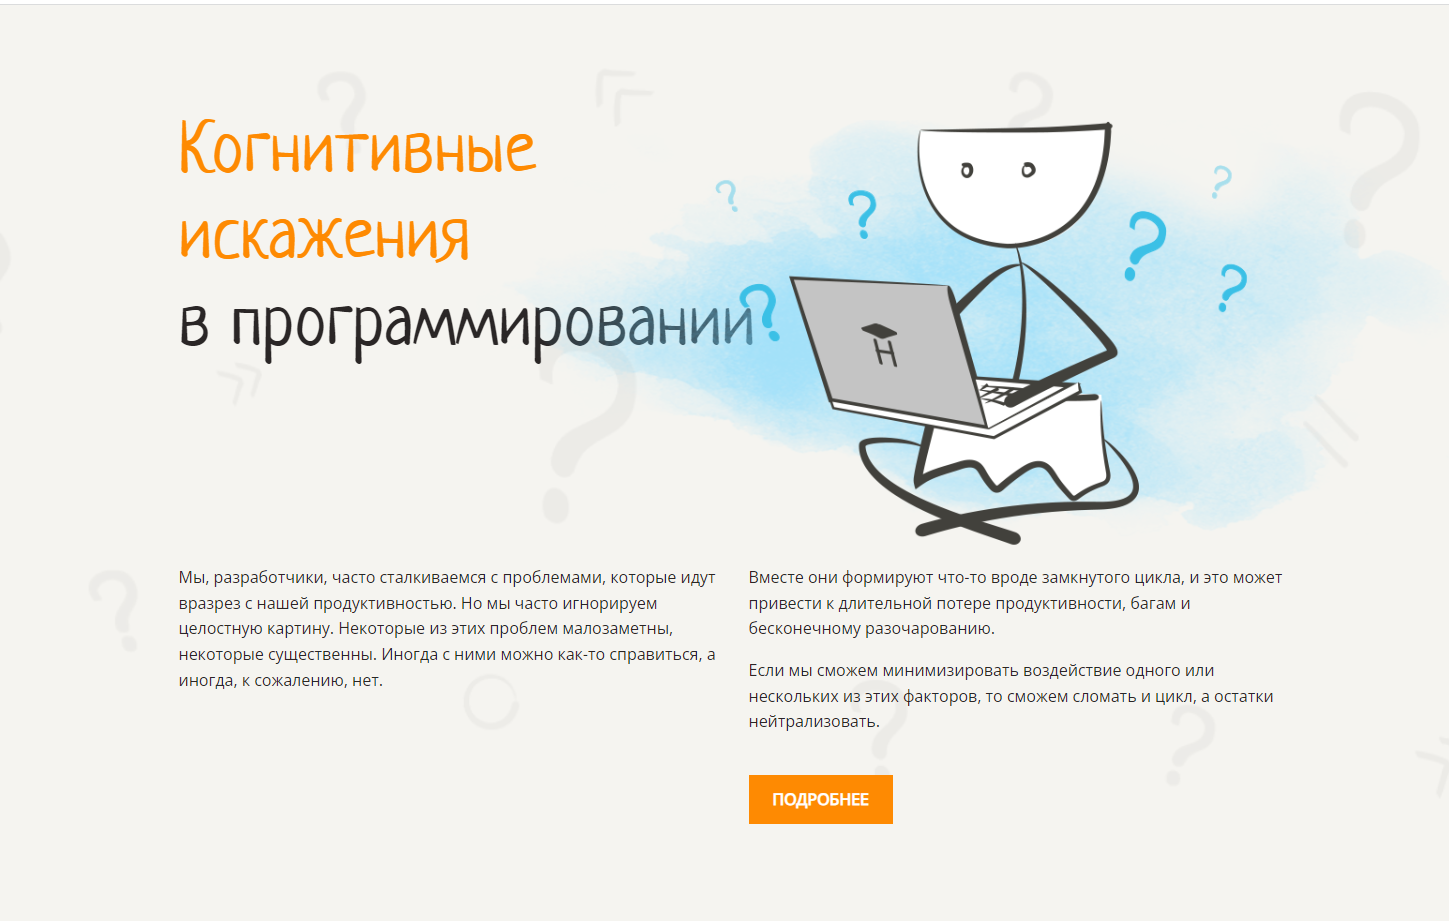 Когнитивные
искажения
в программировании
Н
Мы, разработчики, часто сталкиваемся с проблемами, которые идут
вразрез с нашей продуктивностью. Но мы часто игнорируем
целостную картину. Некоторые из этих проблем малозаметны,
некоторые существенны. Иногда с ними можно как-то справиться, а
иногда, к сожалению, нет.
Вместе они формируют что-то вроде замкнутого цикла, и это может
привести к длительной потере продуктивности, багам и
бесконечному разочарованию.
Если мы сможем минимизировать воздействие одного или
нескольких из этих факторов, то сможем сломать и цикл, а остатки
нейтрализовать.
ПОДРОБНЕЕ